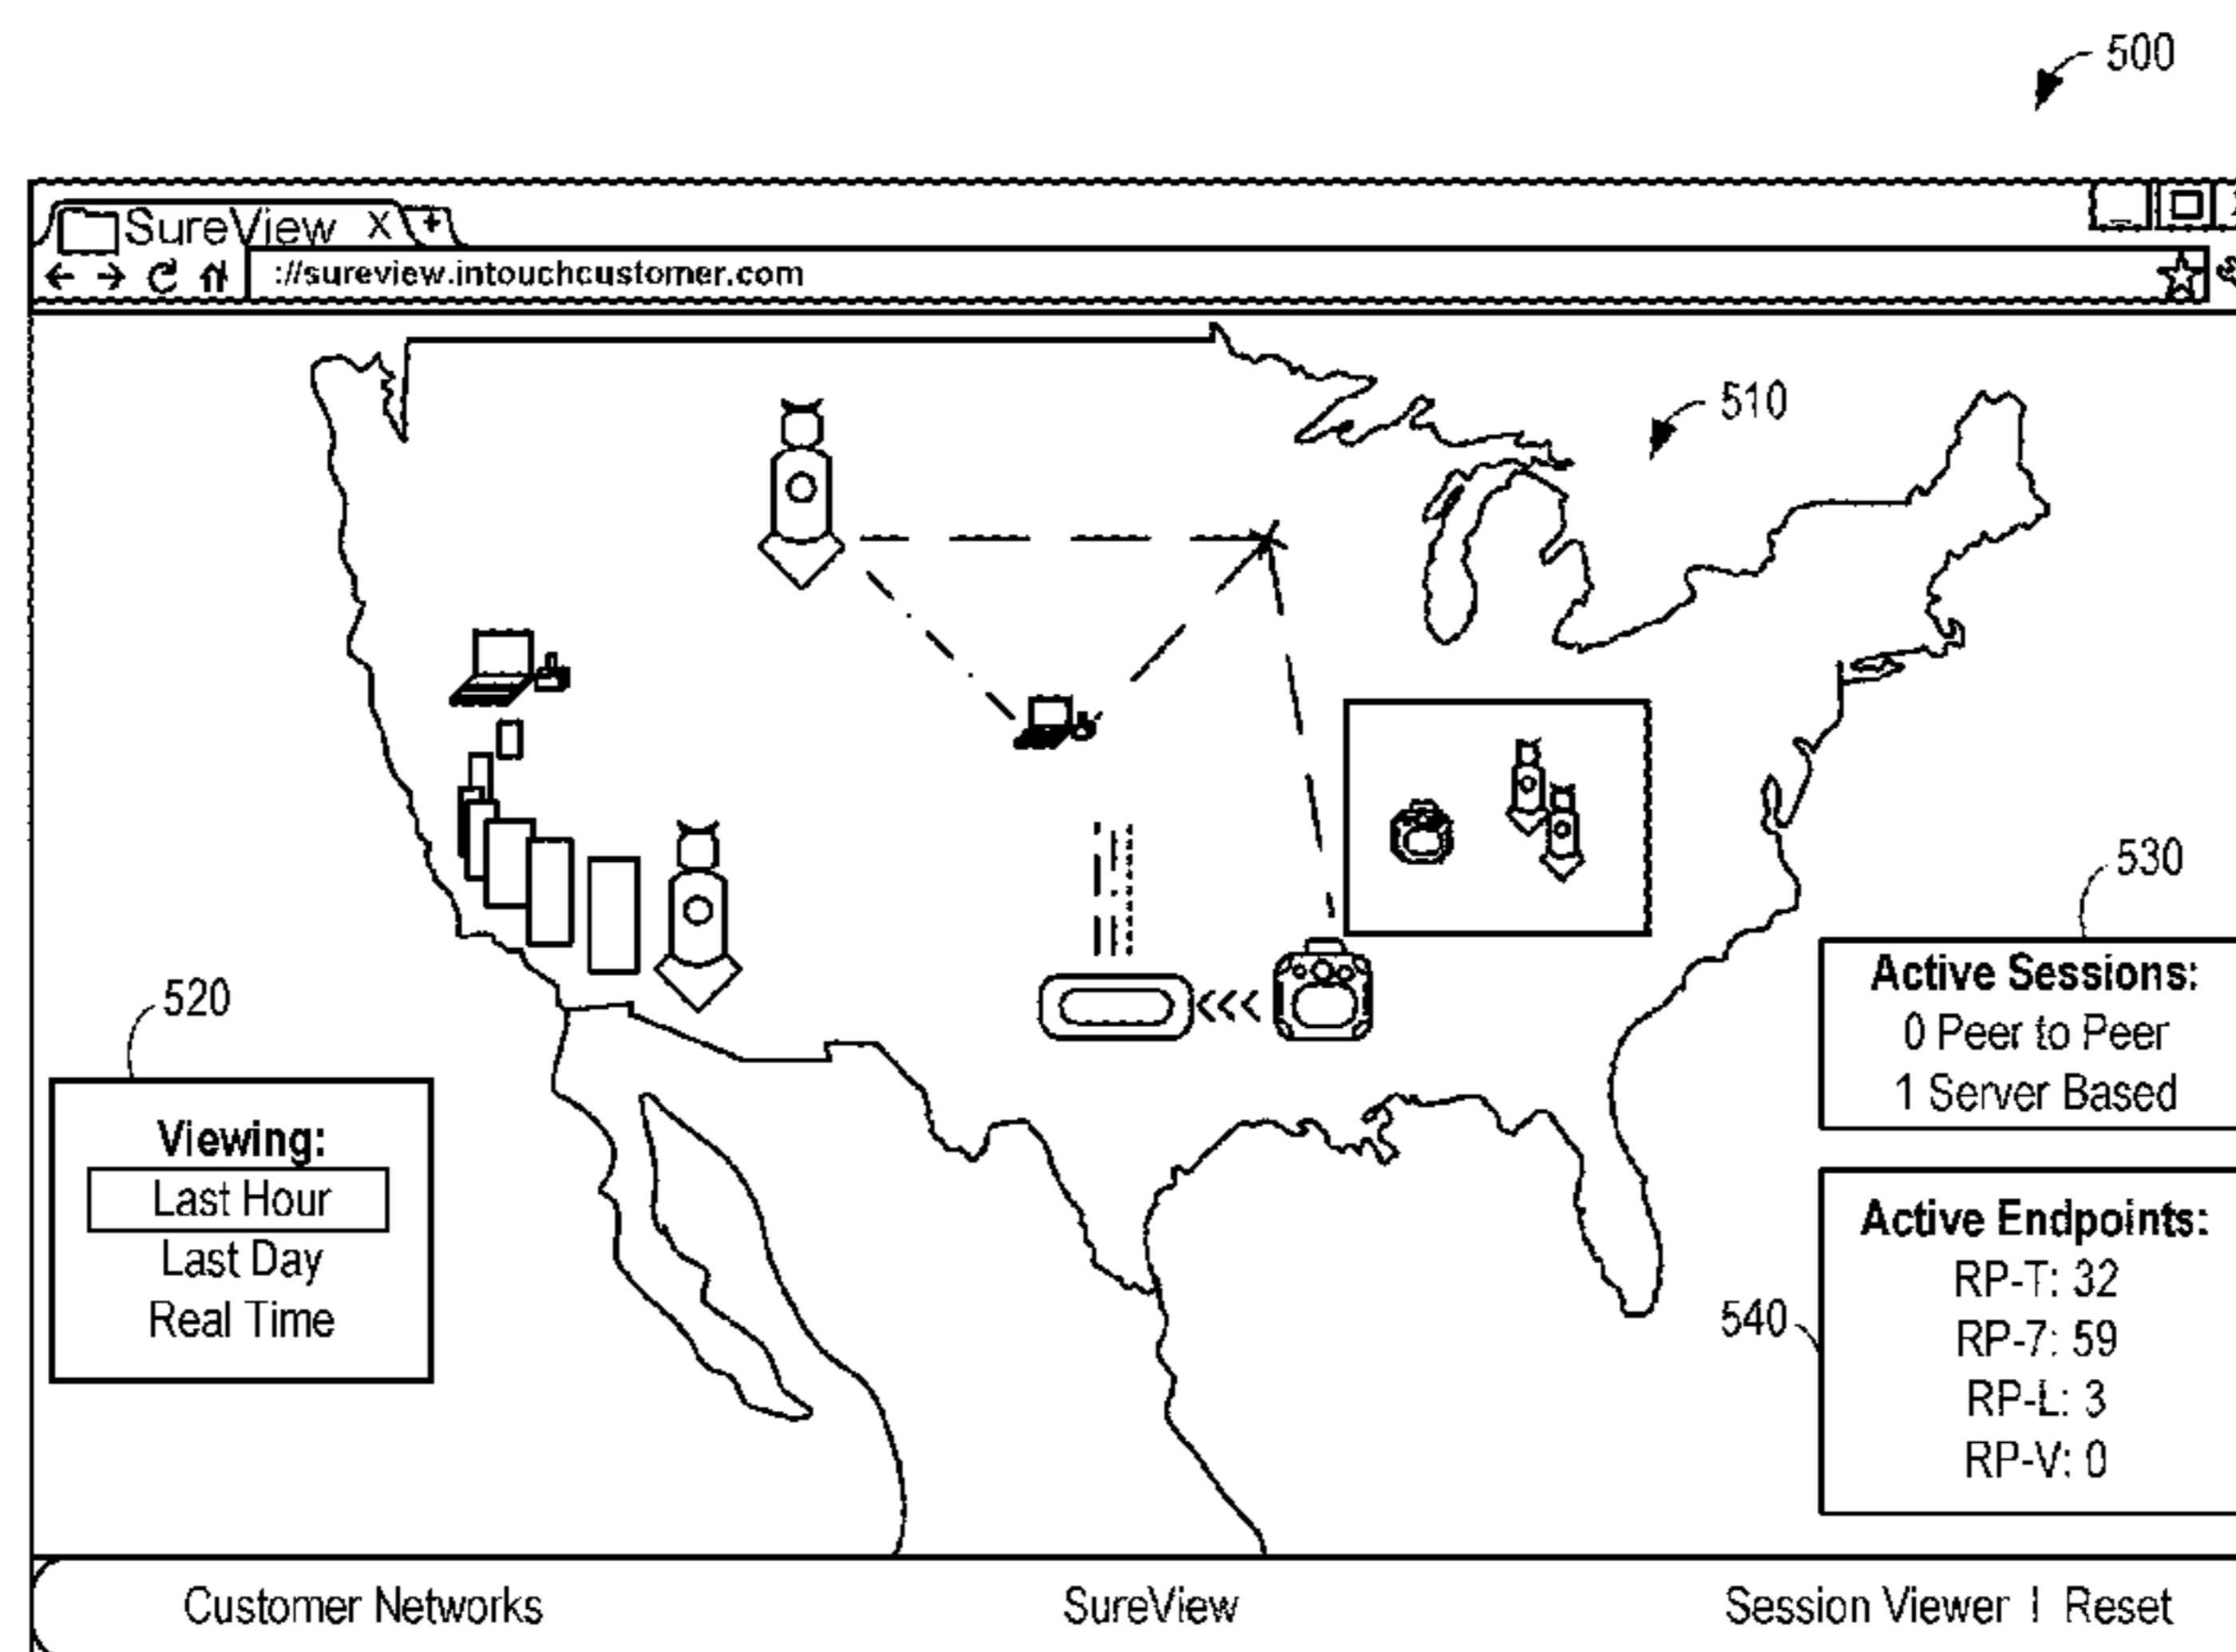 500
SureView X +
://sureview.intouchcustomer.com
510
530
Active Sessions:
0 Peer to Peer
1 Server Based
520
Viewing:
Last Hour
Last Day
Real Time
Active Endpoints:
RP-T: 32
RP-7: 59
RP-L: 3
RP-V: 0
540
Customer Networks SureView Session Viewer | Reset